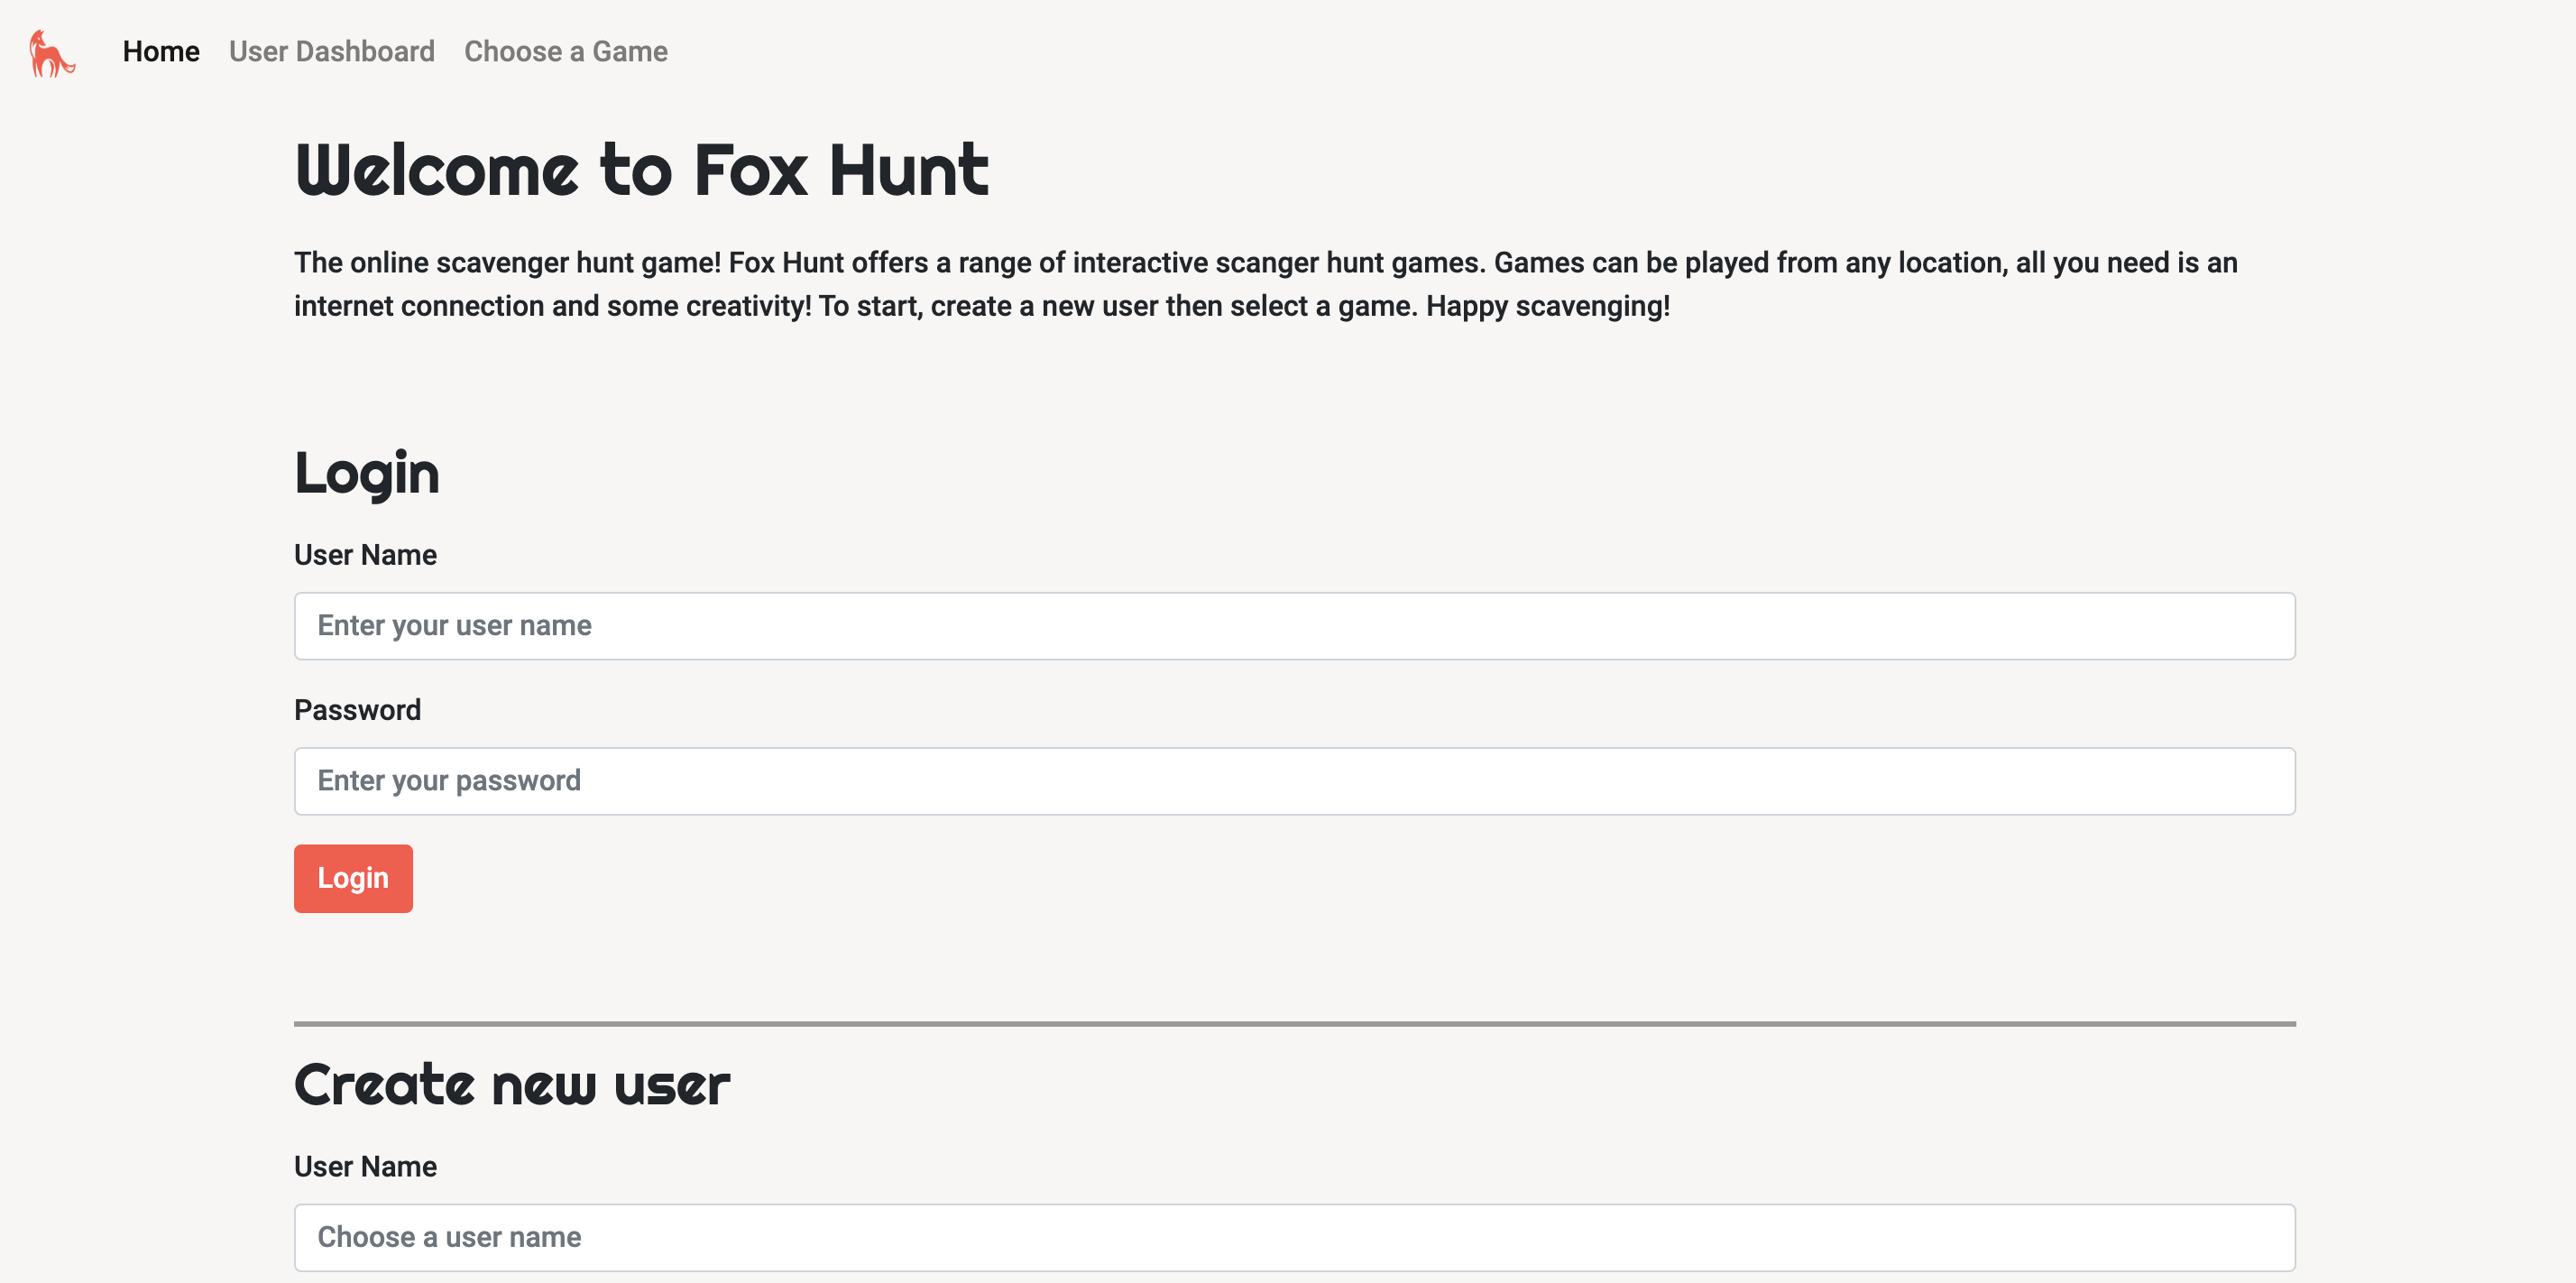 Home User Dashboard Choose a Game
Welcome to Fox Hunt
The online scavenger hunt game! Fox Hunt offers a range of interactive scanger hunt games. Games can be played from any location, all you need is an
internet connection and some creativity! To start, create a new user then select a game. Happy scavenging!
Login
User Name
Enter your user name
Password
Enter your password
Login
Create new user
User Name
Choose a user name